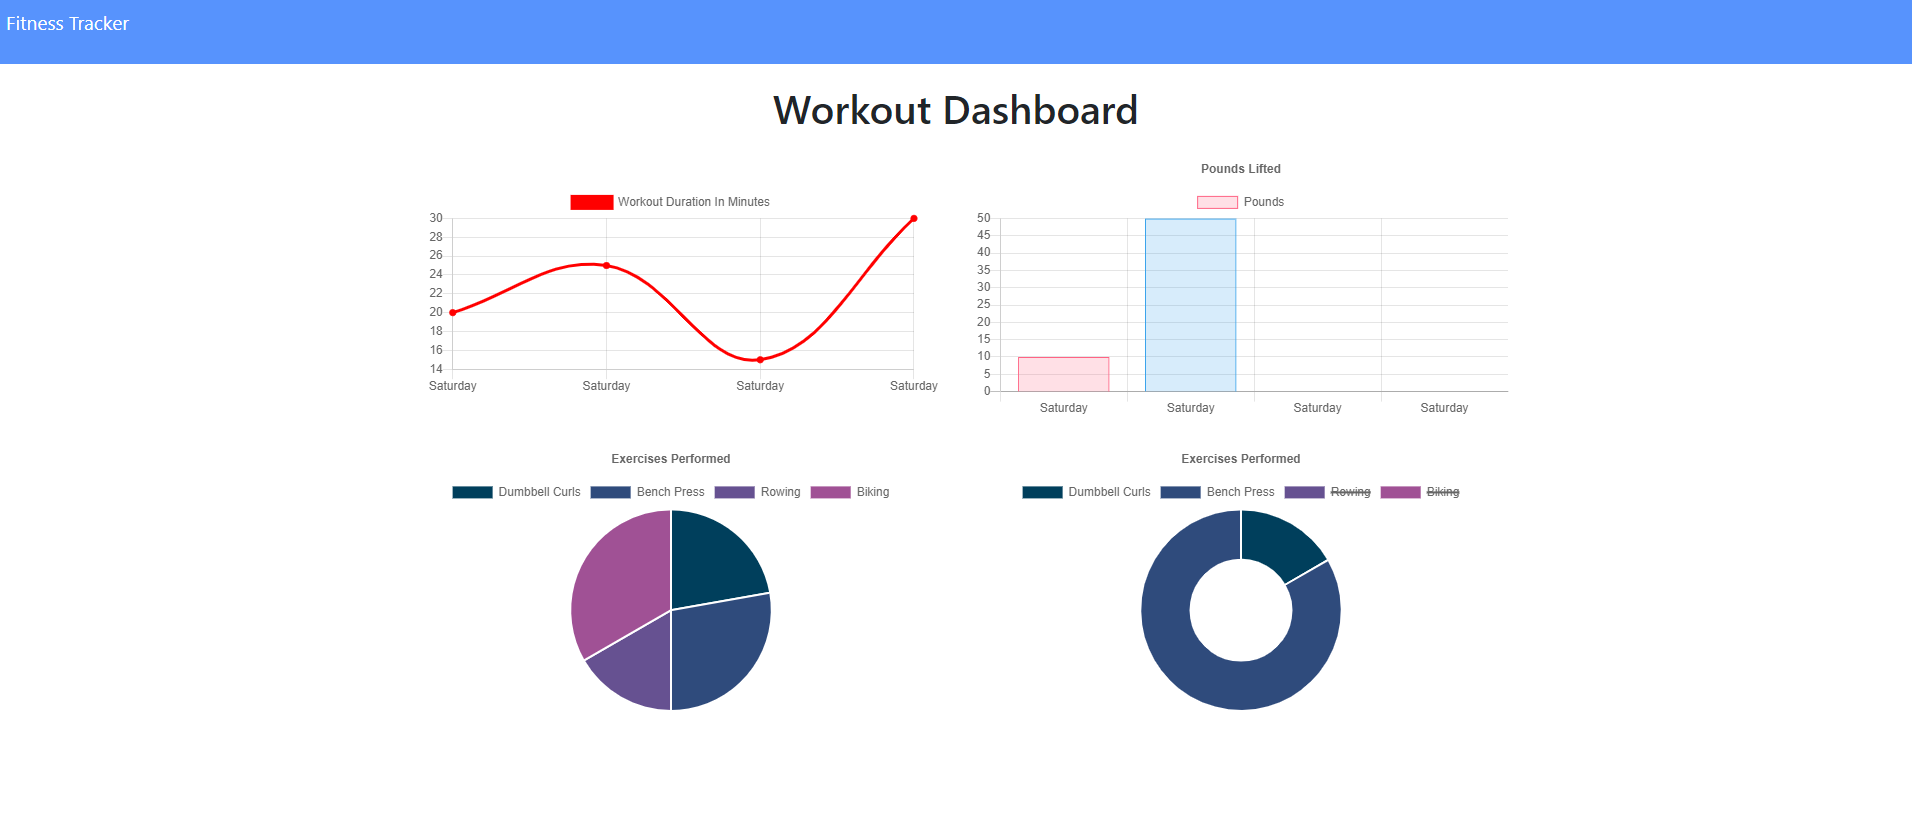 Fitness Tracker
Workout Dashboard
Workout Duration In Minutes
30
28
26
24
22
20
18
16
14
Saturday Saturday Saturday Saturday
Pounds Lifted
Pounds
50
45
40
35
30
25
20
15
10
5
0
Saturday Saturday Saturday Saturday
Exercises Performed
Dumbbell Curls Bench Press Rowing Biking
Exercises Performed
Dumbbell Curls Bench Press Rowing Biking